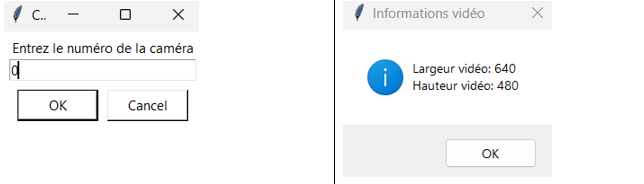 C..
Entrez le numéro de la caméra
0
OK
Cancel
Informations vidéo
Largeur vidéo: 640
Hauteur vidéo: 480
OK